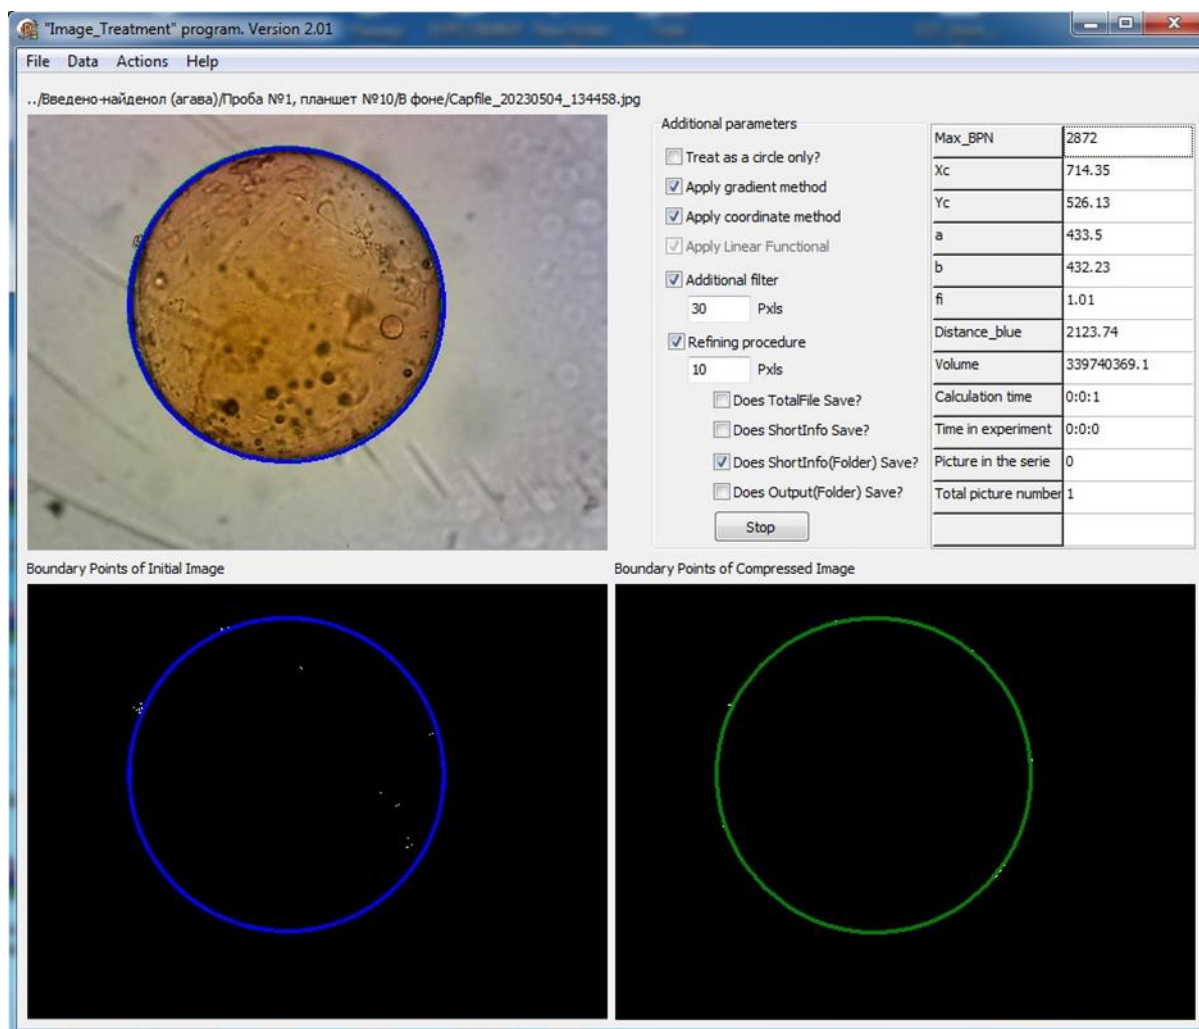 "Image_Treatment" program. Version 2.01
File Data Actions Help
../Введено-найденол (агава)/Проба №1, планшет №10/В фоне/Capfile_20230504_134458.jpg
Additional parameters
Treat as a circle only?
Apply gradient method
Apply coordinate method
Apply Linear Functional
Additional filter
30 Pxls
Refining procedure
10 Pxls
Does TotalFile Save?
Does ShortInfo Save?
Does ShortInfo(Folder) Save?
Does Output(Folder) Save?
Stop
Max_BPN 2872
Xc 714.35
Yc 526.13
a 433.5
b 432.23
fi 1.01
Distance_blue 2123.74
Volume 339740369.1
Calculation time 0:0:1
Time in experiment 0:0:0
Picture in the serie 0
Total picture number 1
Boundary Points of Initial Image
Boundary Points of Compressed Image